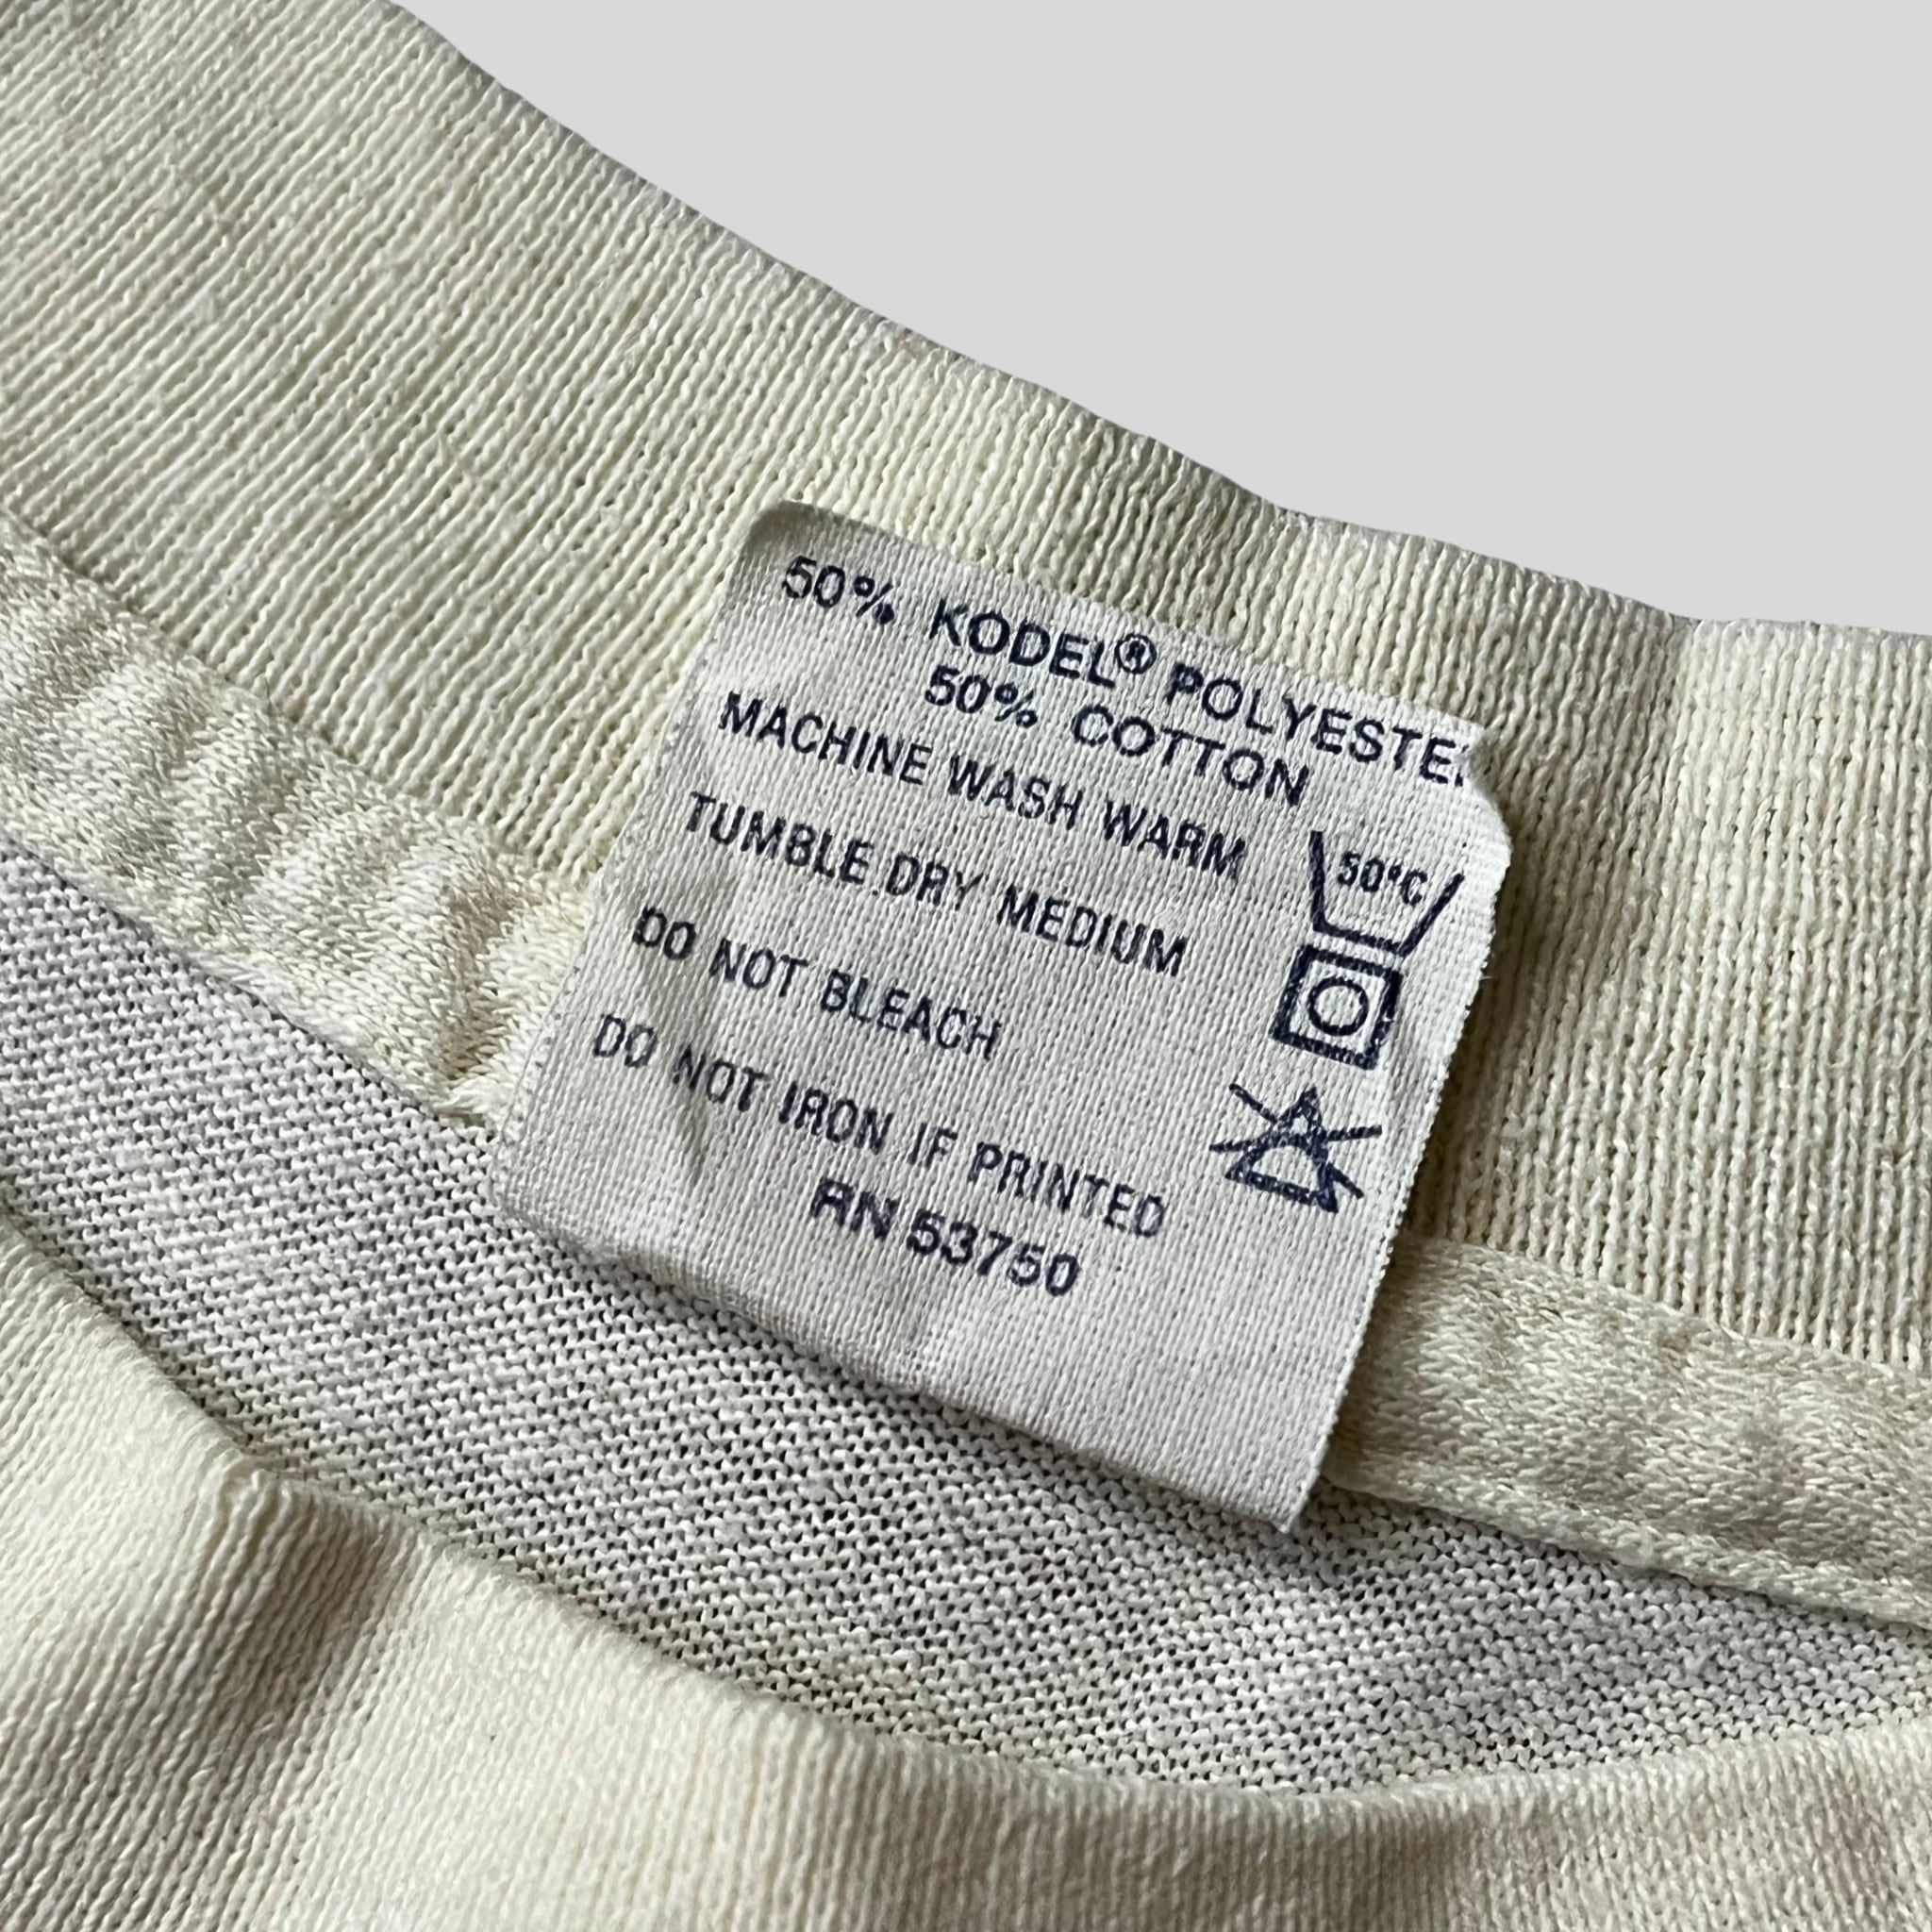 50% KODEL® POLYESTER
50% COTTON
MACHINE WASH WARM
50°C
TUMBLE DRY MEDIUM
DO NOT BLEACH
DO NOT IRON IF PRINTED
RN 53750